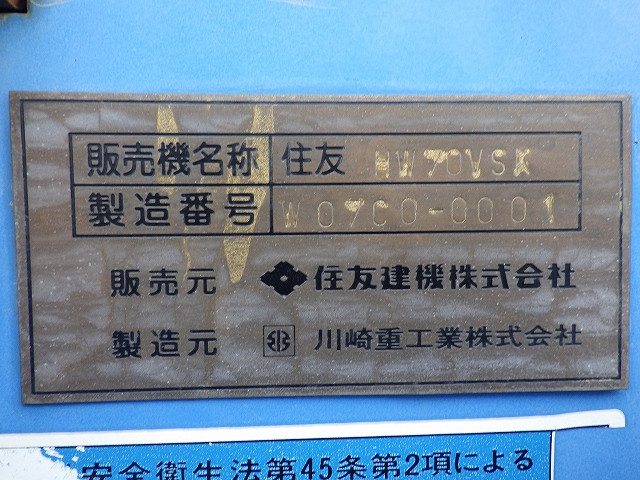 販売機名称 住友 HW70VSK
製造番号 W07C0-0001
販売元 住友建機株式会社
製造元 川崎重工業株式会社
安全衛生法第45条第2項による